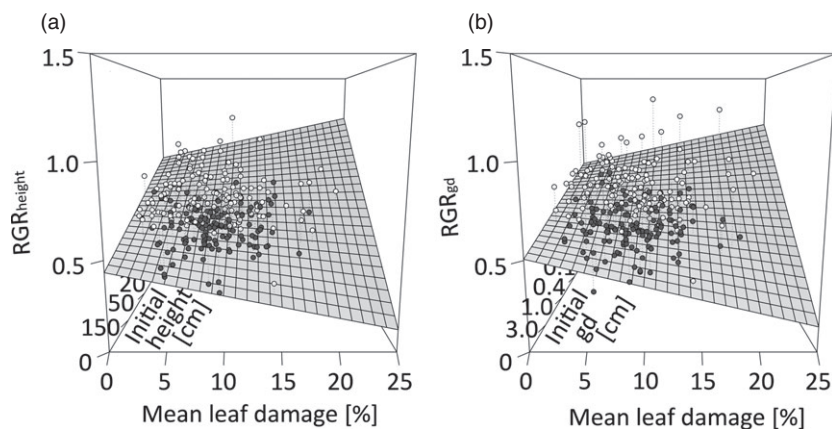 (a)
1.5
1.0
0.5
0
RGRheight
20
50
150
Initial
height
[cm]
0 5 10 15 20 25
Mean leaf damage [%]
(b)
1.5
1.0
0.5
0
RGRgd
0.1
0.4
1.0
3.0
Initial
gd
[cm]
0 5 10 15 20 25
Mean leaf damage [%]